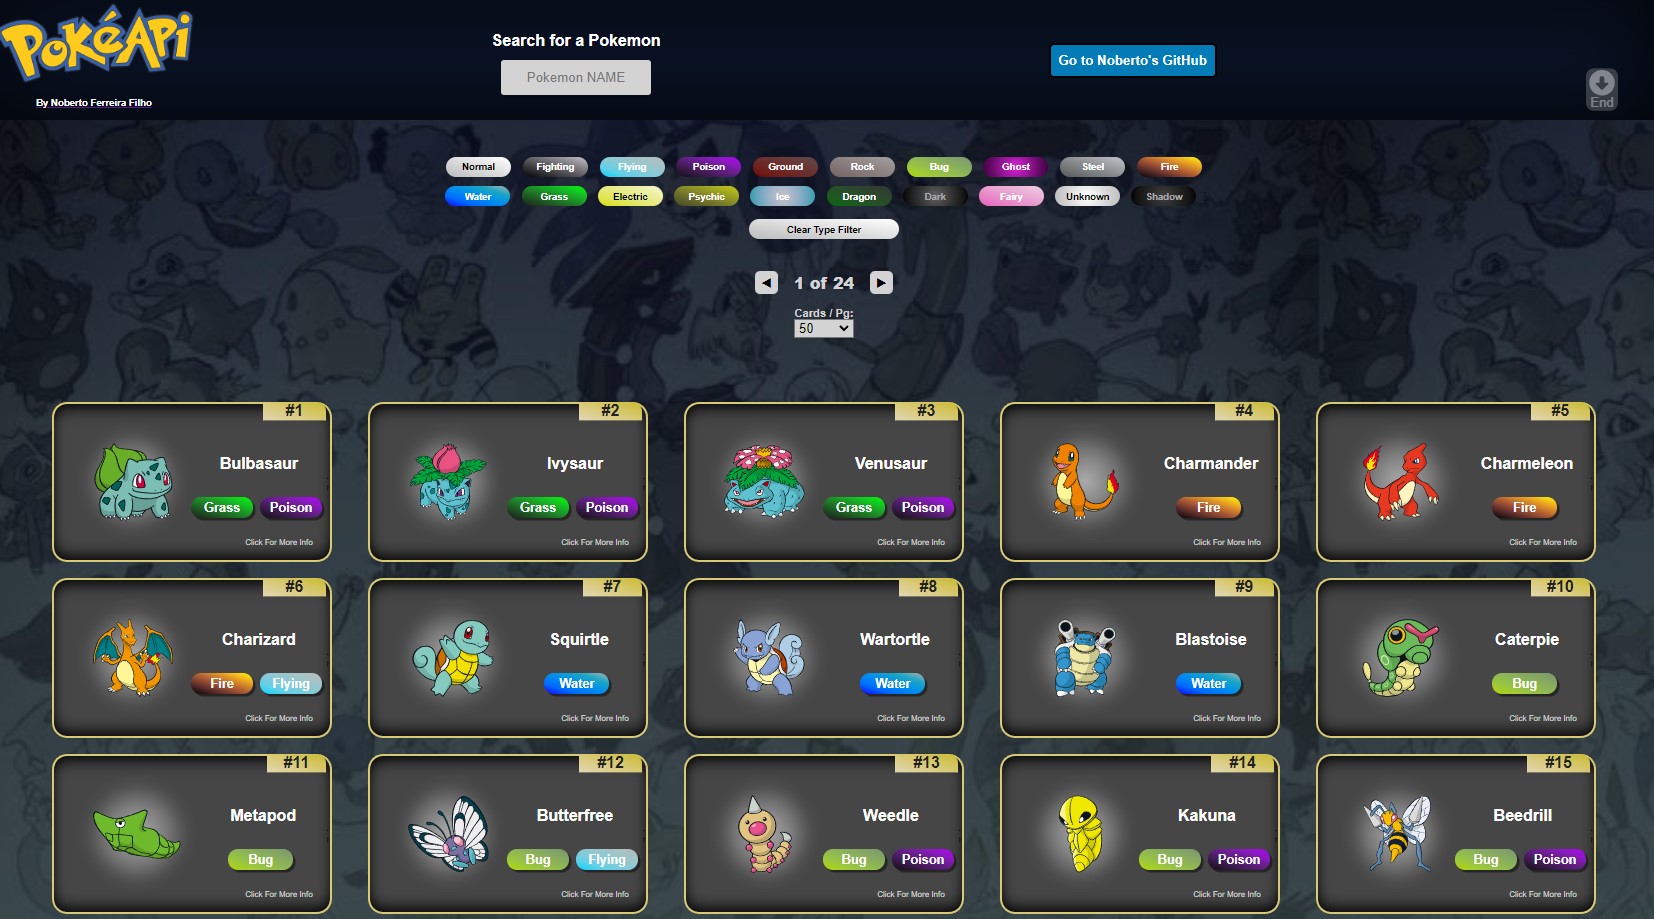 PokéAPi
Search for a Pokemon
Pokemon NAME
Go to Noberto's GitHub
End
By Noberto Ferreira Filho
Normal Fighting Flying Poison Ground Rock Bug Ghost Steel Fire
Water Grass Electric Psychic Ice Dragon Dark Fairy Unknown Shadow
Clear Type Filter
1 of 24
Cards / Pg:
50
#1 #2 #3 #4 #5
Bulbasaur Ivysaur Venusaur Charmander Charmeleon
Grass Poison Grass Poison Grass Poison Fire Fire
Click For More Info Click For More Info Click For More Info Click For More Info Click For More Info
#6 #7 #8 #9 #10
Charizard Squirtle Wartortle Blastoise Caterpie
Fire Flying Water Water Water Bug
Click For More Info Click For More Info Click For More Info Click For More Info Click For More Info
#11 #12 #13 #14 #15
Metapod Butterfree Weedle Kakuna Beedrill
Bug Bug Flying Bug Poison Bug Poison Bug Poison
Click For More Info Click For More Info Click For More Info Click For More Info Click For More Info